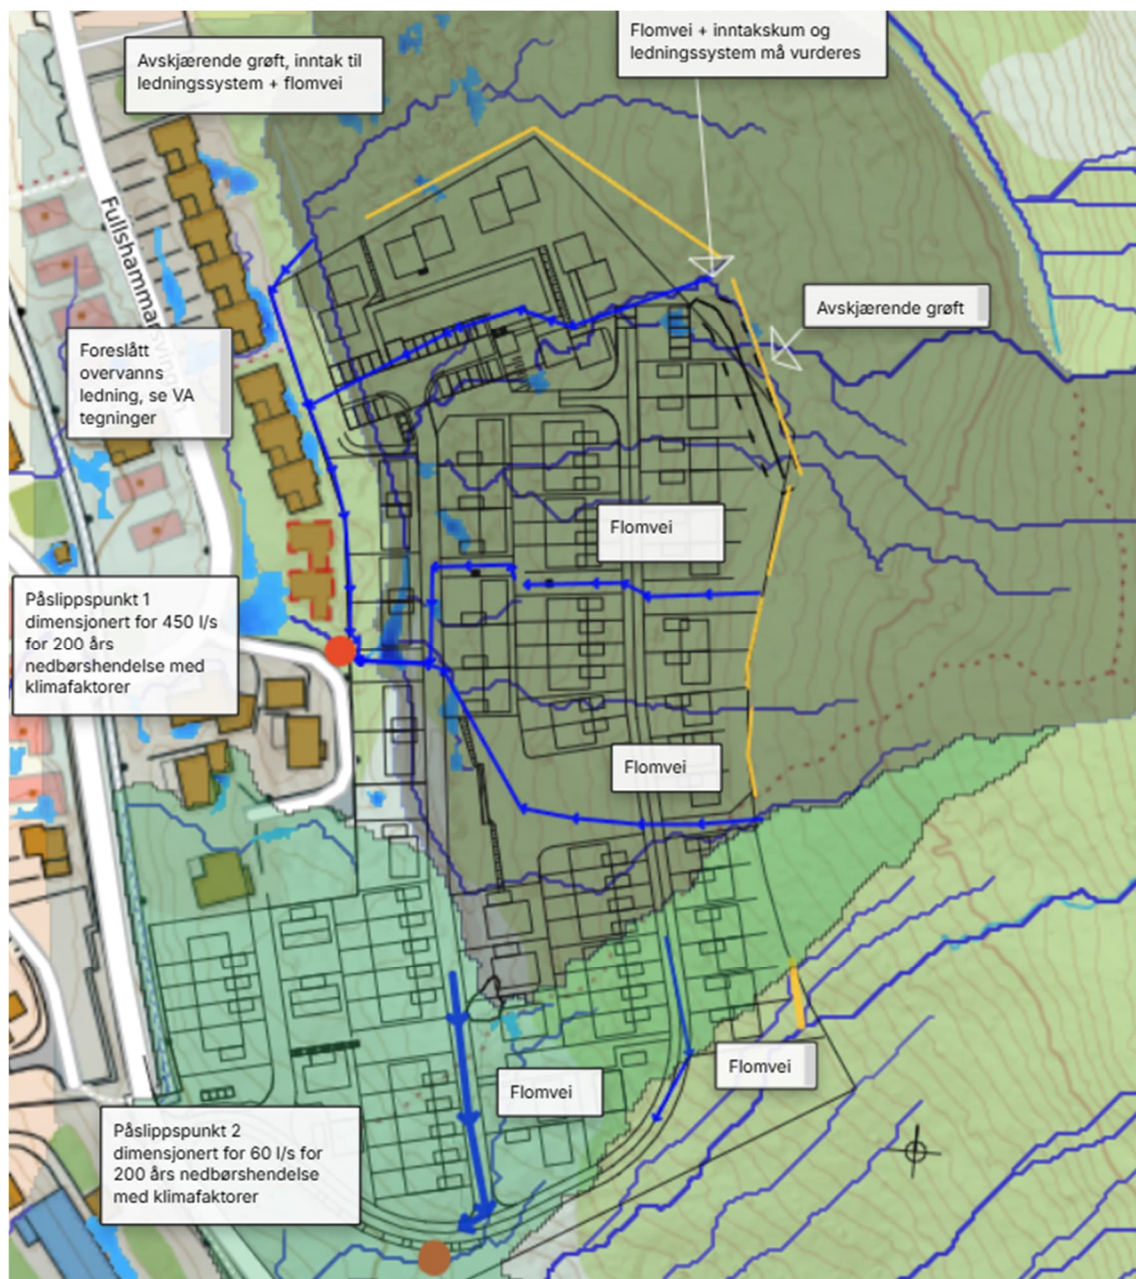 Flomvei + inntakskum og
ledningssystem må vurderes
Avskjærende grøft, inntak til
ledningssystem + flomvei
Avskjærende grøft
Foreslått
overvanns
ledning, se VA
tegninger
Flomvei
Påslippspunkt 1
dimensjonert for 450 l/s
for 200 års
nedbørshendelse med
klimafaktorer
Flomvei
Flomvei
Flomvei
Påslippspunkt 2
dimensjonert for 60 l/s for
200 års nedbørshendelse
med klimafaktorer